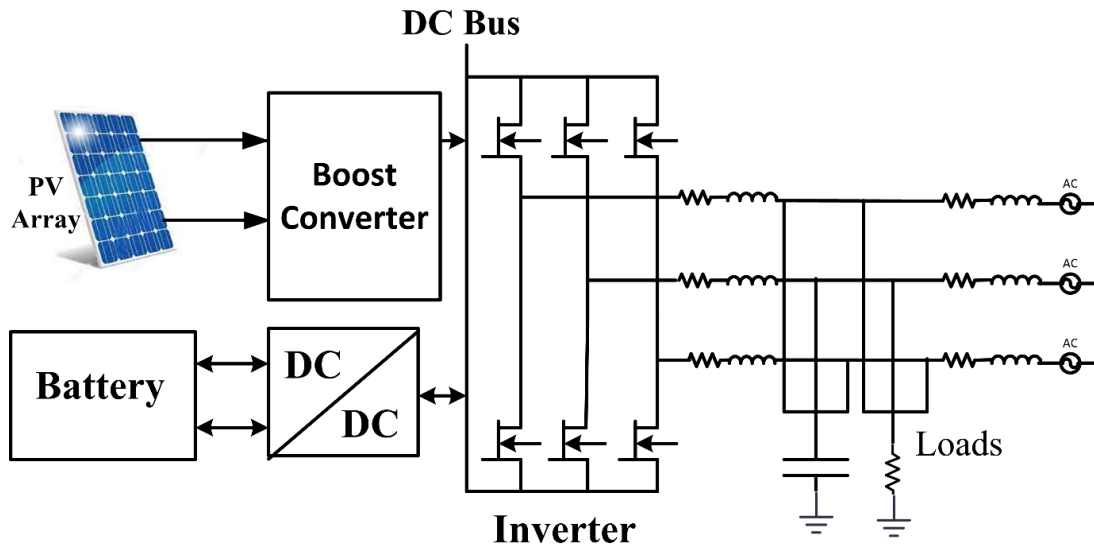 DC Bus
PV
Array
Boost
Converter
Battery
DC
DC
AC
AC
AC
Loads
Inverter